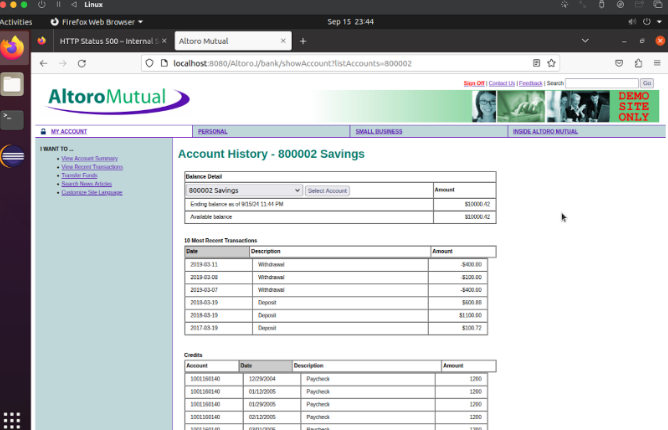 Linux
Activities
Firefox Web Browser
Sep 15 23:44
HTTP Status 500 – Internal S
Altoro Mutual
localhost:8080/AltoroJ/bank/showAccount?listAccounts=800002
Sign Off | Contact Us | Feedback | Search
Go
AltoroMutual
DEMO
SITE
ONLY
MY ACCOUNT
PERSONAL
SMALL BUSINESS
INSIDE ALTORO MUTUAL
I WANT TO ...
View Account Summary
View Recent Transactions
Transfer Funds
Search News Articles
Customize Site Language
Account History - 800002 Savings
Balance Detail
800002 Savings Select Account Amount
Ending balance as of 9/15/24 11:44 PM $10000.42
Available balance $10000.42
10 Most Recent Transactions
Date Description Amount
2019-03-11 Withdrawal -$400.00
2019-03-08 Withdrawal -$100.00
2019-03-07 Withdrawal -$400.00
2018-03-19 Deposit
2018-03-19 Deposit $1100.00
2017-03-19 Deposit $100.72
Credits
Account Date Description Amount
1001160140 12/29/2004 Paycheck 1200
1001160140 01/12/2005 Paycheck 1200
1001160140 01/29/2005 Paycheck 1200
1001160140 02/12/2005 Paycheck 1200
1001160140 Paycheck 1200